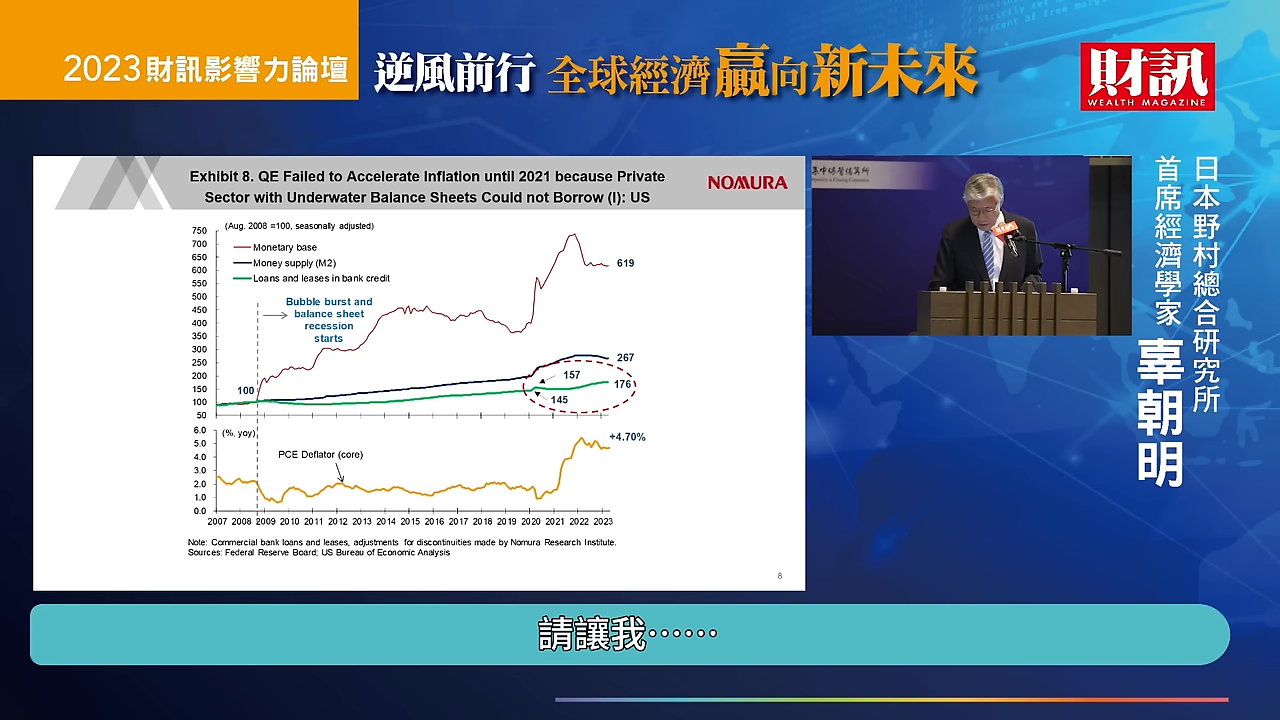 2023財訊影響力論壇
逆風前行 全球經濟贏向新未來
財訊
WEALTH MAGAZINE
Exhibit 8. QE Failed to Accelerate Inflation until 2021 because Private
Sector with Underwater Balance Sheets Could not Borrow (I): US
NOMURA
(Aug. 2008 =100, seasonally adjusted)
750
700
650
600
550
500
450
400
350
300
250
200
150
100
50
Monetary base
Money supply (M2)
Loans and leases in bank credit
Bubble burst and
balance sheet
recession
starts
100
619
267
157
176
145
(%, yoy)
6.0
5.0
4.0
3.0
2.0
1.0
0.0
PCE Deflator (core)
+4.70%
2007 2008 2009 2010 2011 2012 2013 2014 2015 2016 2017 2018 2019 2020 2021 2022 2023
Note: Commercial bank loans and leases, adjustments for discontinuities made by Nomura Research Institute.
Sources: Federal Reserve Board; US Bureau of Economic Analysis
8
日本野村總合研究所
首席經濟學家 辜朝明
請讓我⋯⋯